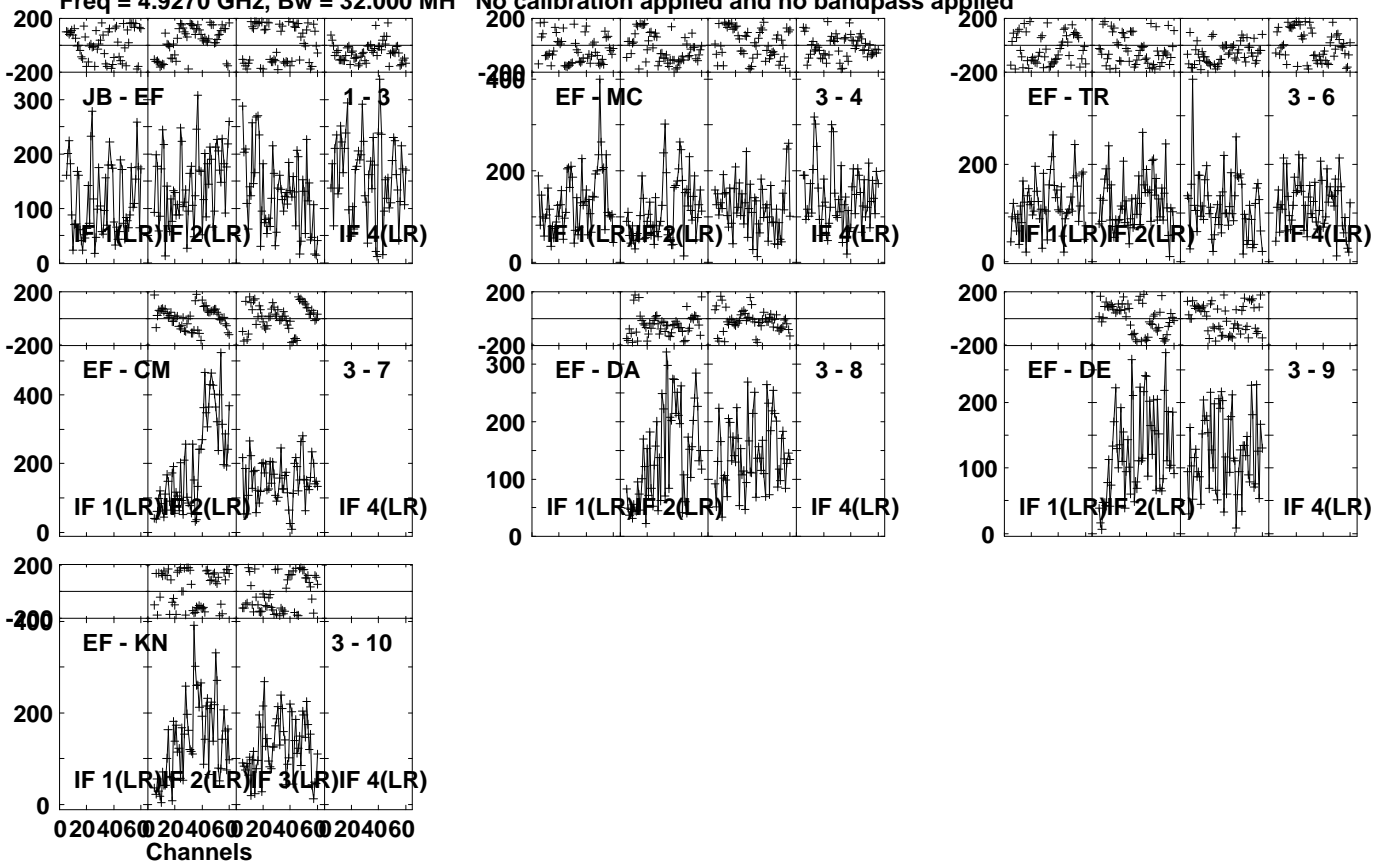 Freq = 4.9270 GHz, Bw = 32.000 MH No calibration applied and no bandpass applied
200
-200
JB - EF 1 - 3
300
200
100
0
IF 1(LR) IF 2(LR) IF 4(LR)
200
-200
400
EF - MC 3 - 4
200
0
IF 1(LR) IF 2(LR) IF 4(LR)
200
-200
EF - TR 3 - 6
200
0
IF 1(LR) IF 2(LR) IF 4(LR)
200
-200
EF - CM 3 - 7
400
200
0
IF 1(LR) IF 2(LR) IF 4(LR)
200
-200
300
EF - DA 3 - 8
200
100
0
IF 1(LR) IF 2(LR) IF 4(LR)
200
-200
EF - DE 3 - 9
200
100
0
IF 1(LR) IF 2(LR) IF 4(LR)
200
-200
400
EF - KN 3 - 10
200
0
IF 1(LR) IF 2(LR) IF 3(LR) IF 4(LR)
0 20 40 60 0 20 40 60 0 20 40 60 0 20 40 60
Channels